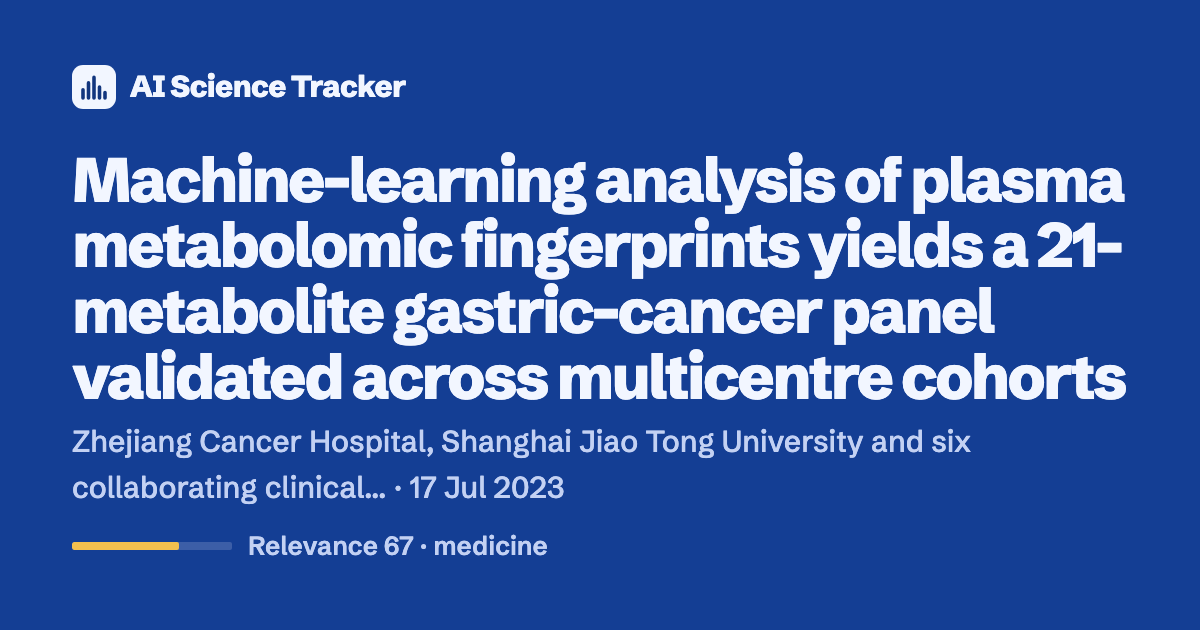 AI Science Tracker
Machine-learning analysis of plasma
metabolomic fingerprints yields a 21-
metabolite gastric-cancer panel
validated across multicentre cohorts
Zhejiang Cancer Hospital, Shanghai Jiao Tong University and six
collaborating clinical... · 17 Jul 2023
Relevance 67 · medicine